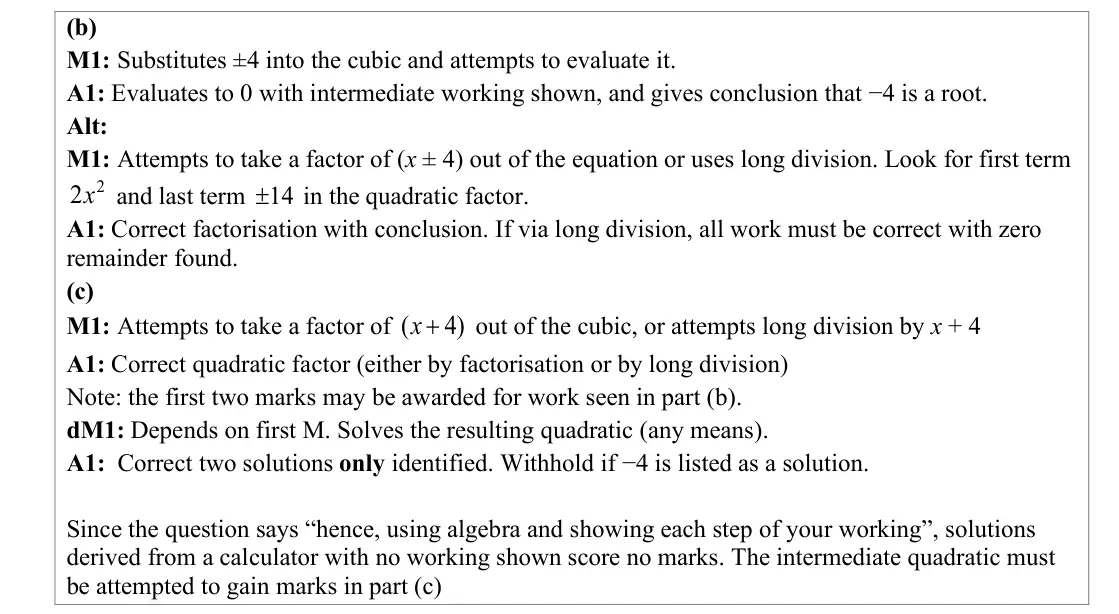 (b)
M1: Substitutes ±4 into the cubic and attempts to evaluate it.
A1: Evaluates to 0 with intermediate working shown, and gives conclusion that −4 is a root.
Alt:
M1: Attempts to take a factor of (x ± 4) out of the equation or uses long division. Look for first term
2x² and last term ±14 in the quadratic factor.
A1: Correct factorisation with conclusion. If via long division, all work must be correct with zero
remainder found.
(c)
M1: Attempts to take a factor of (x + 4) out of the cubic, or attempts long division by x + 4
A1: Correct quadratic factor (either by factorisation or by long division)
Note: the first two marks may be awarded for work seen in part (b).
dM1: Depends on first M. Solves the resulting quadratic (any means).
A1: Correct two solutions only identified. Withhold if −4 is listed as a solution.
Since the question says “hence, using algebra and showing each step of your working”, solutions
derived from a calculator with no working shown score no marks. The intermediate quadratic must
be attempted to gain marks in part (c)